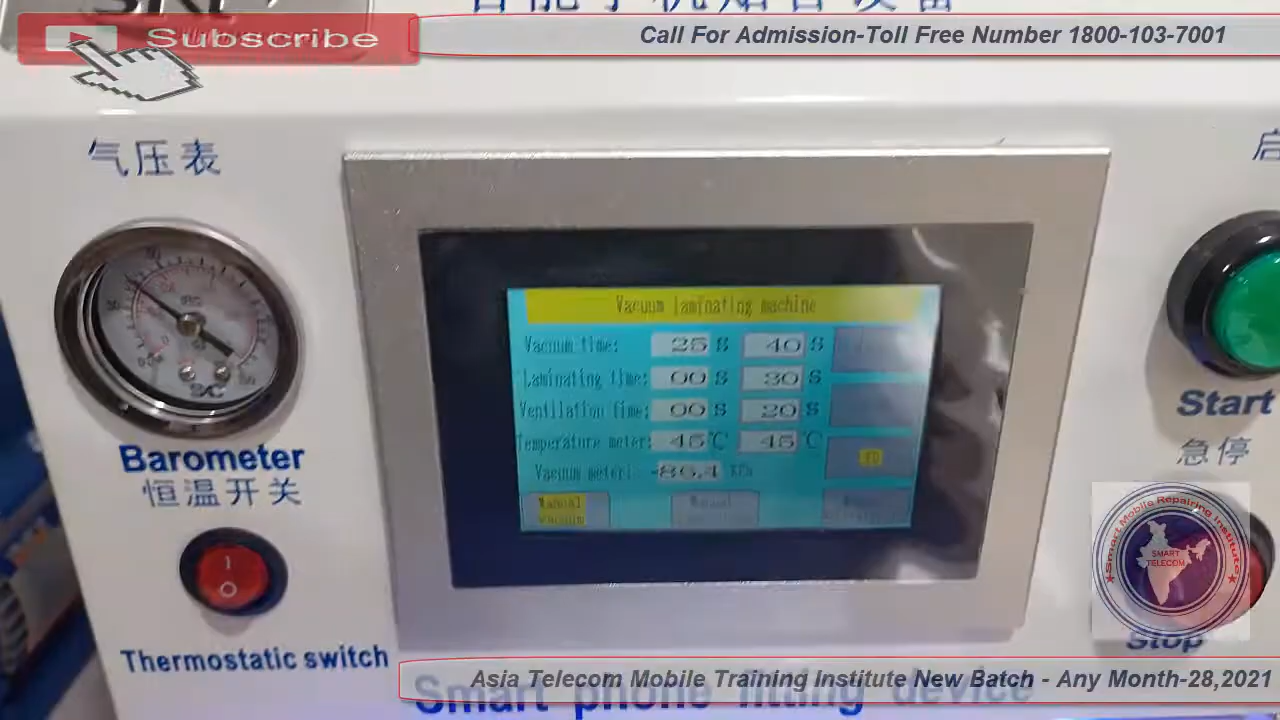 Subscribe
Call For Admission-Toll Free Number 1800-103-7001
气压表
Vacuum laminating machine
Vacuum time: 25 S 40 S
Laminating time: 00 S 30 S
Ventilation time: 00 S 20 S
Temperature meter: 45 ℃ 45 ℃
Vacuum meter: -86.4 KPa
Manual
vacuum
Manual
Barometer
恒温开关
1
0
Thermostatic switch
Start
急停
Stop
Smart Mobile Repairing Institute
SMART
TELECOM
Asia Telecom Mobile Training Institute New Batch - Any Month-28,2021
Smart phone fitting device